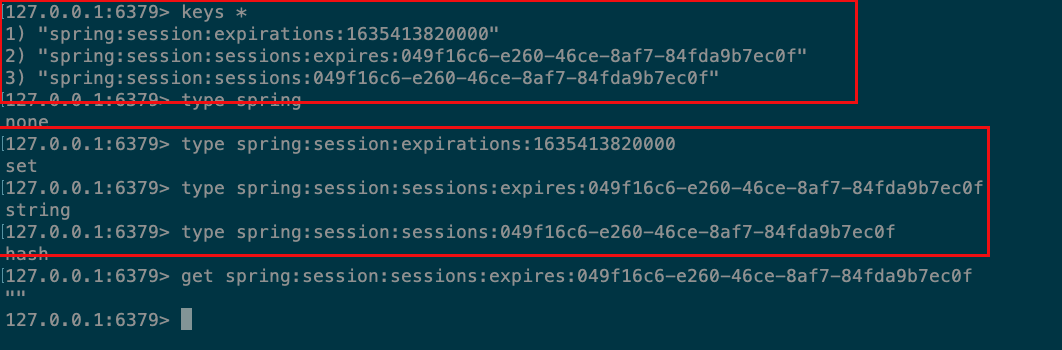 [127.0.0.1:6379> keys *
1) "spring:session:expirations:1635413820000"
2) "spring:session:sessions:expires:049f16c6-e260-46ce-8af7-84fda9b7ec0f"
3) "spring:session:sessions:049f16c6-e260-46ce-8af7-84fda9b7ec0f"
[127.0.0.1:6379> type spring
none
[127.0.0.1:6379> type spring:session:expirations:1635413820000
set
[127.0.0.1:6379> type spring:session:sessions:expires:049f16c6-e260-46ce-8af7-84fda9b7ec0f
string
[127.0.0.1:6379> type spring:session:sessions:049f16c6-e260-46ce-8af7-84fda9b7ec0f
hash
[127.0.0.1:6379> get spring:session:sessions:expires:049f16c6-e260-46ce-8af7-84fda9b7ec0f
""
127.0.0.1:6379>